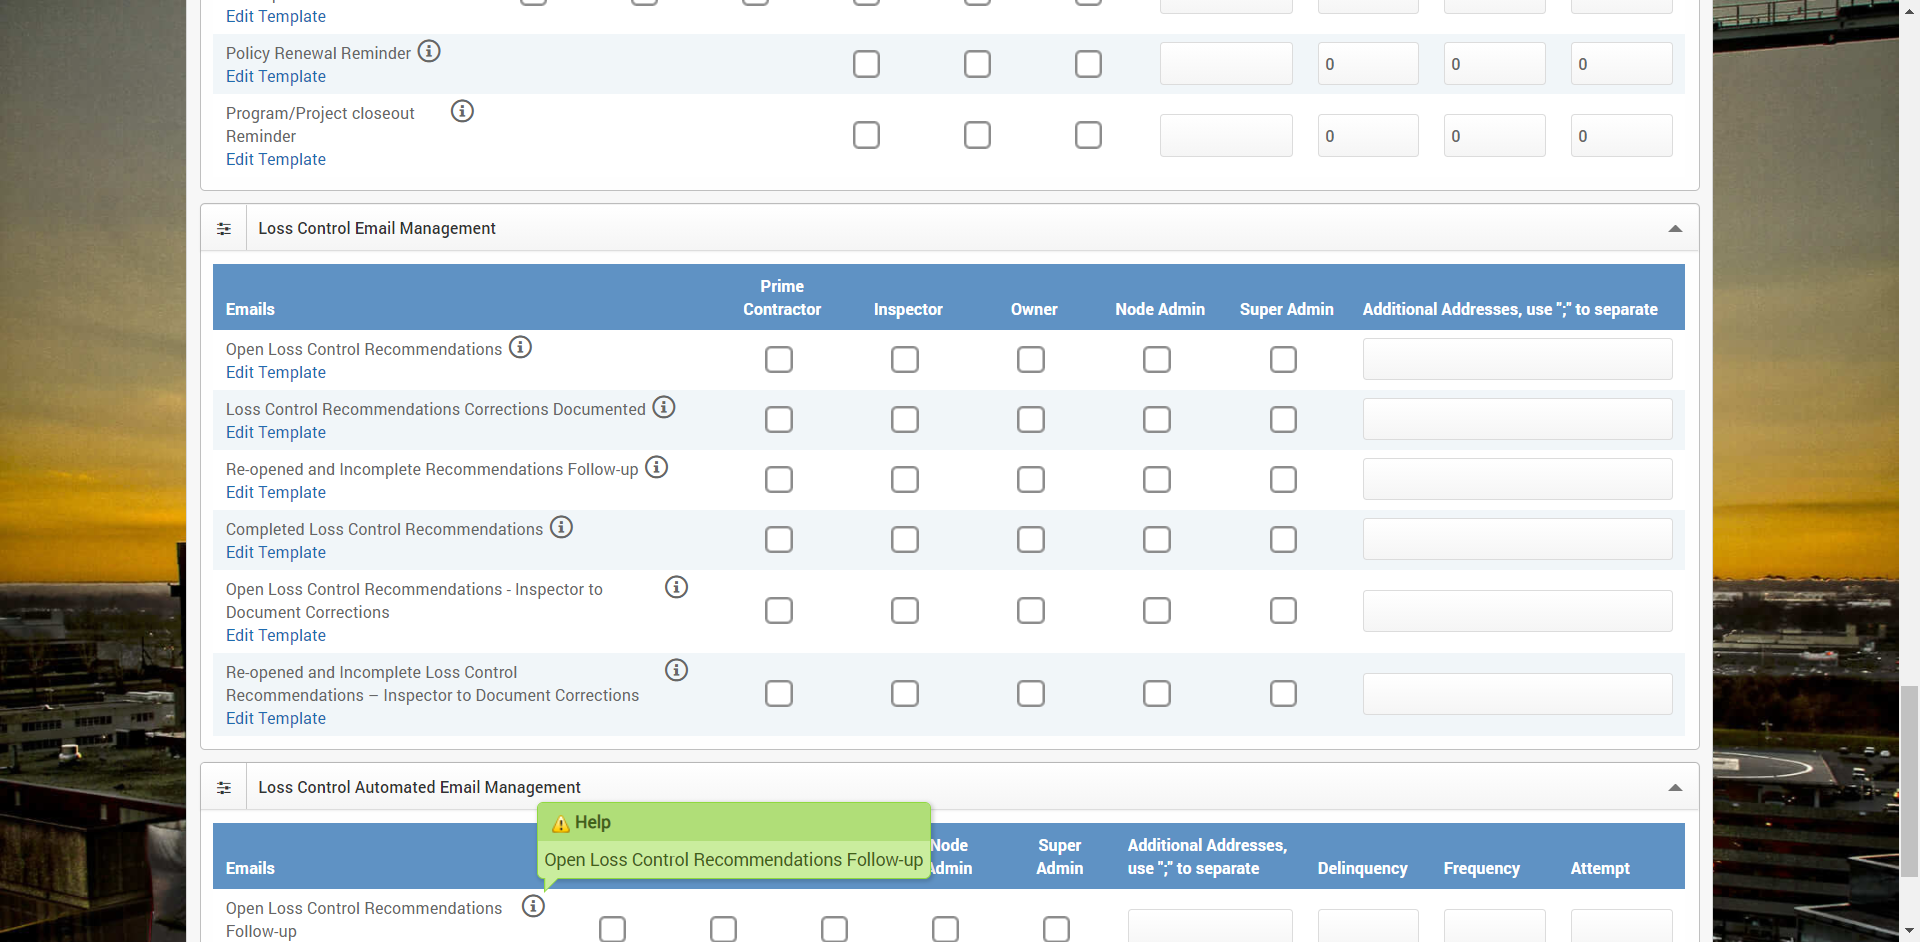 Edit Template
Policy Renewal Reminder
Edit Template
0 0 0
Program/Project closeout
Reminder
Edit Template
0 0 0
Loss Control Email Management
Emails Prime Contractor Inspector Owner Node Admin Super Admin Additional Addresses, use ";" to separate
Open Loss Control Recommendations
Edit Template
Loss Control Recommendations Corrections Documented
Edit Template
Re-opened and Incomplete Recommendations Follow-up
Edit Template
Completed Loss Control Recommendations
Edit Template
Open Loss Control Recommendations - Inspector to
Document Corrections
Edit Template
Re-opened and Incomplete Loss Control
Recommendations – Inspector to Document Corrections
Edit Template
Loss Control Automated Email Management
Help
Open Loss Control Recommendations Follow-up
Emails Node Admin Super Admin Additional Addresses, use ";" to separate Delinquency Frequency Attempt
Open Loss Control Recommendations
Follow-up